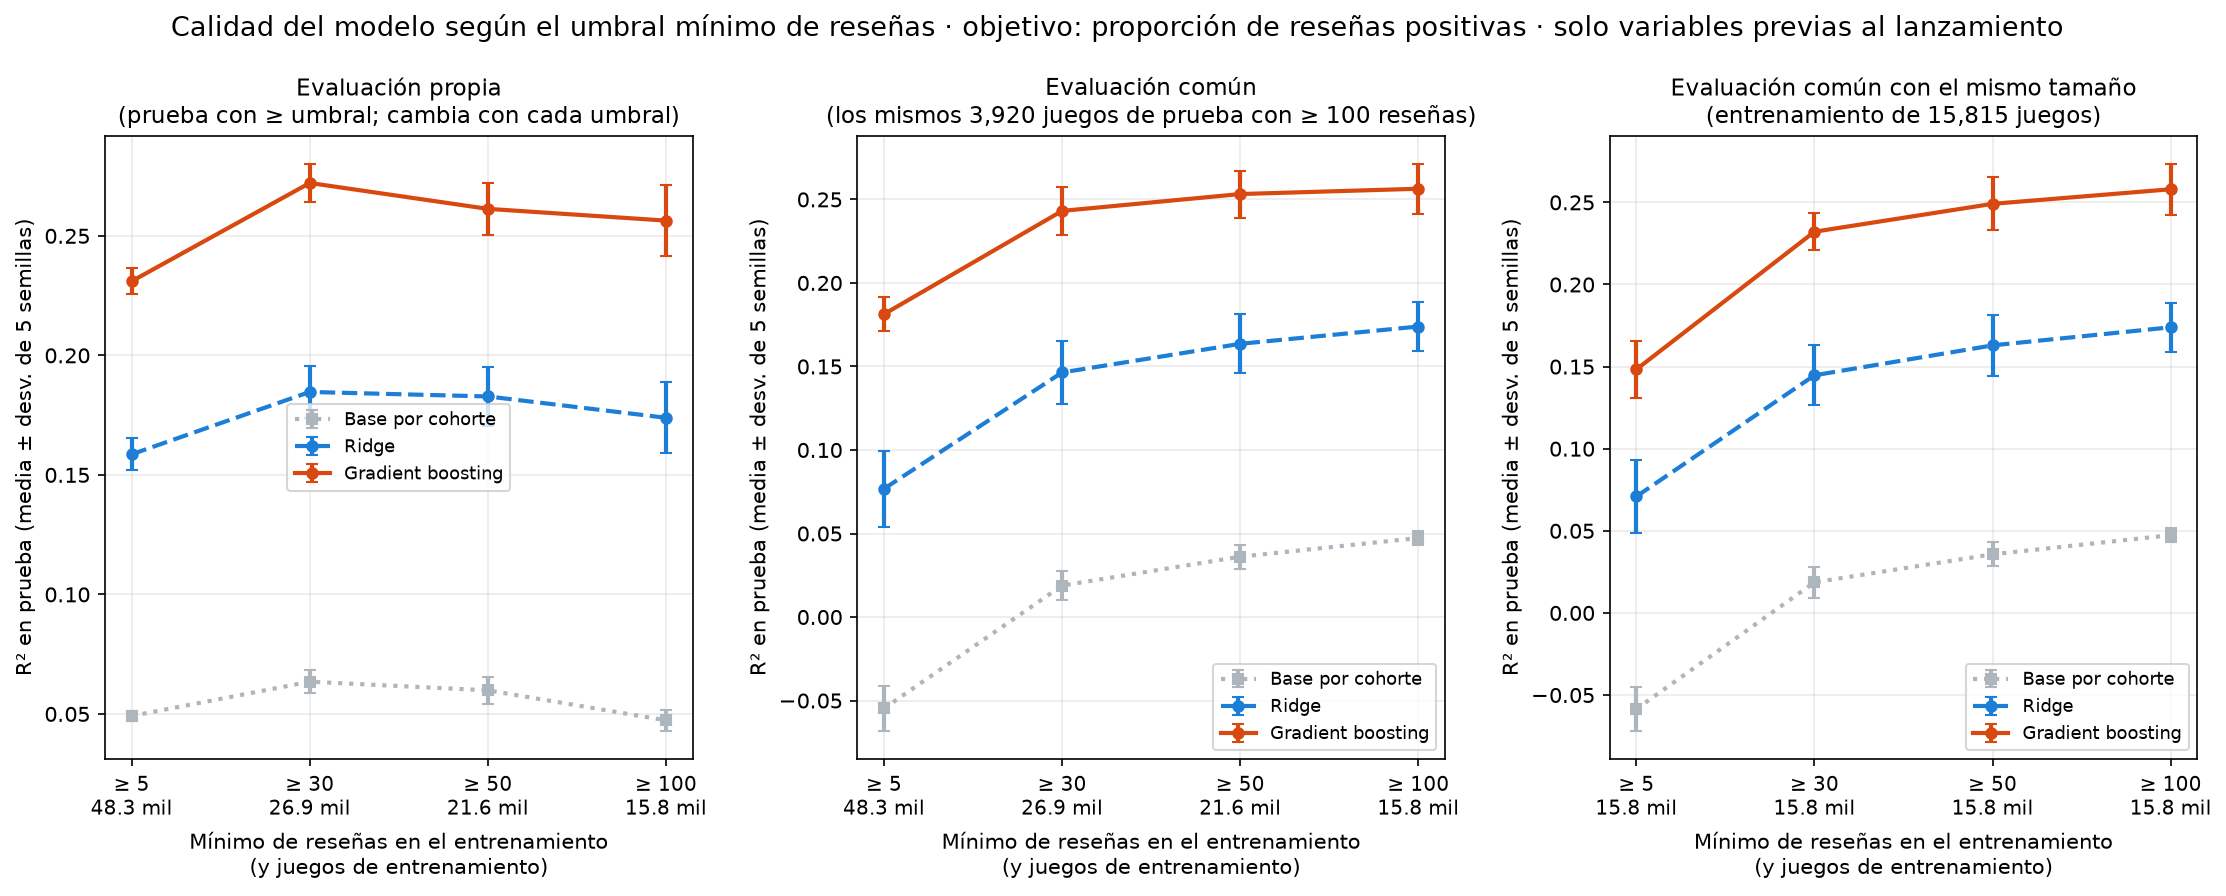 Calidad del modelo según el umbral mínimo de reseñas · objetivo: proporción de reseñas positivas · solo variables previas al lanzamiento
Evaluación propia
(prueba con ≥ umbral; cambia con cada umbral)
R² en prueba (media ± desv. de 5 semillas)
0.25
0.20
0.15
0.10
0.05
Base por cohorte
Ridge
Gradient boosting
≥ 5
48.3 mil
≥ 30
26.9 mil
≥ 50
21.6 mil
≥ 100
15.8 mil
Mínimo de reseñas en el entrenamiento
(y juegos de entrenamiento)
Evaluación común
(los mismos 3,920 juegos de prueba con ≥ 100 reseñas)
R² en prueba (media ± desv. de 5 semillas)
0.25
0.20
0.15
0.10
0.05
0.00
−0.05
Base por cohorte
Ridge
Gradient boosting
≥ 5
48.3 mil
≥ 30
26.9 mil
≥ 50
21.6 mil
≥ 100
15.8 mil
Mínimo de reseñas en el entrenamiento
(y juegos de entrenamiento)
Evaluación común con el mismo tamaño
(entrenamiento de 15,815 juegos)
R² en prueba (media ± desv. de 5 semillas)
0.25
0.20
0.15
0.10
0.05
0.00
−0.05
Base por cohorte
Ridge
Gradient boosting
≥ 5
15.8 mil
≥ 30
15.8 mil
≥ 50
15.8 mil
≥ 100
15.8 mil
Mínimo de reseñas en el entrenamiento
(y juegos de entrenamiento)